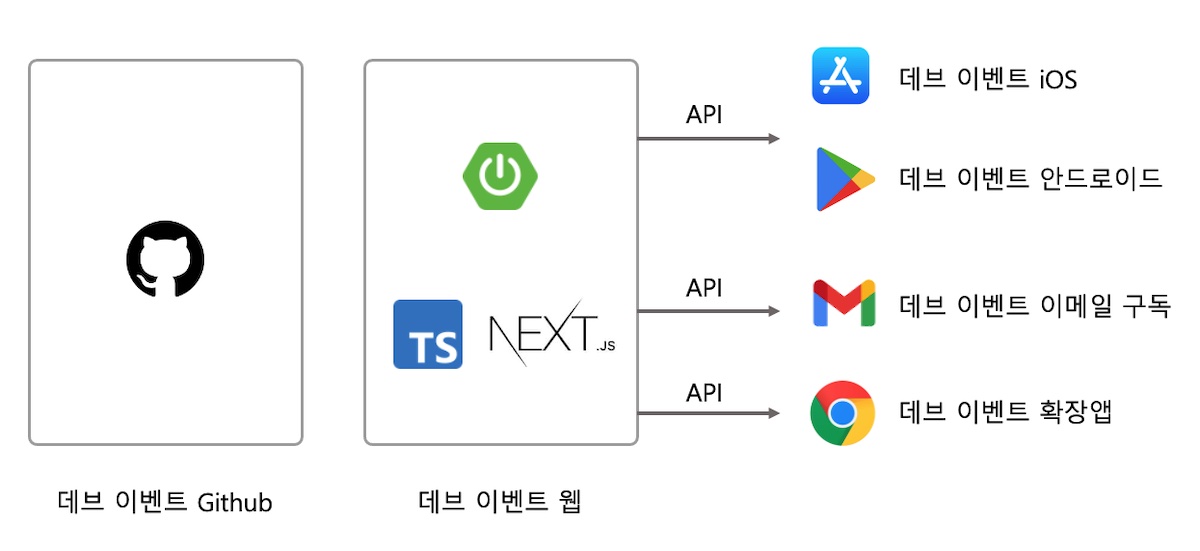 데브 이벤트 Github
TS
NEXT.JS
데브 이벤트 웹
API
API
API
데브 이벤트 iOS
데브 이벤트 안드로이드
데브 이벤트 이메일 구독
데브 이벤트 확장앱